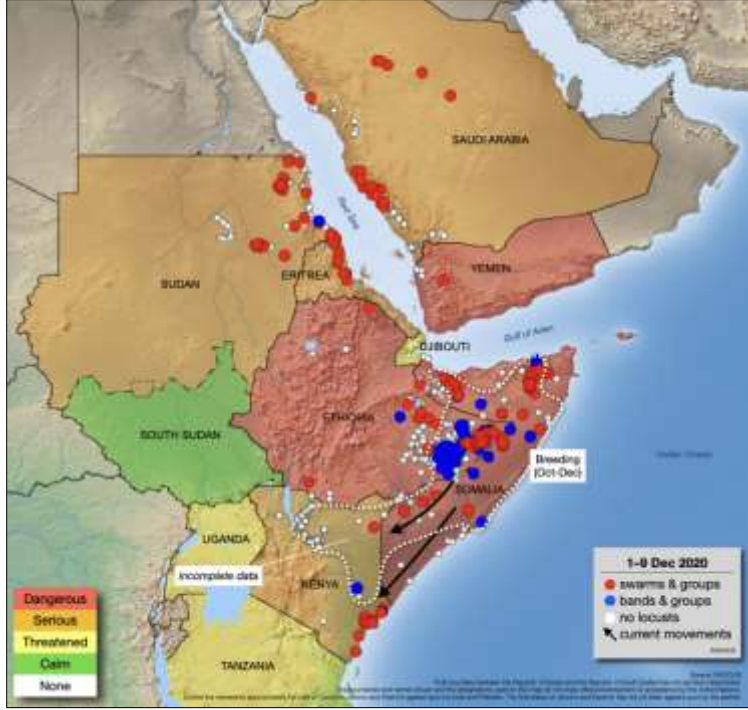 SAUDI ARABIA
Red Sea
YEMEN
ERITREA
SUDAN
Gulf of Aden
DJIBOUTI
ETHIOPIA
SOUTH SUDAN
Breeding
(Oct-Dec)
Indian Ocean
SOMALIA
UGANDA
incomplete data
KENYA
TANZANIA
Dangerous
Serious
Threatened
Calm
None
1–9 Dec 2020
swarms & groups
bands & groups
no locusts
current movements